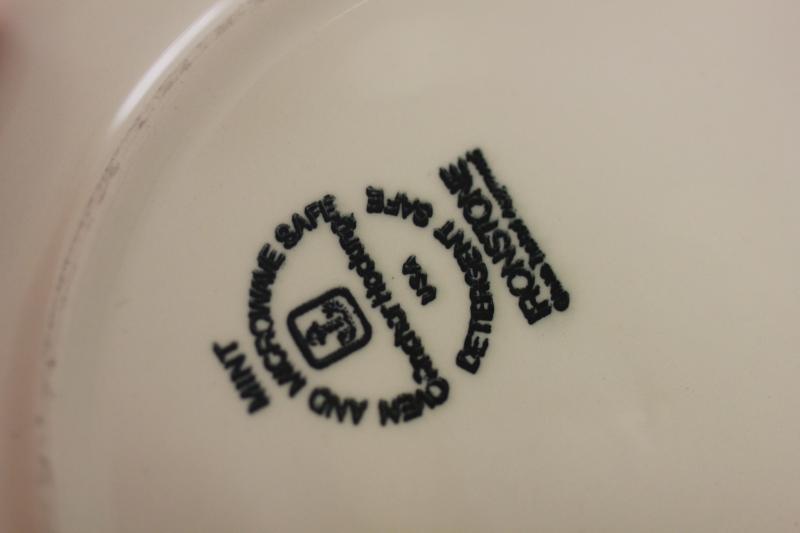 MINT
OVEN AND MICROWAVE SAFE
Anchor Hocking
USA
DETERGENT SAFE
IRONSTONE